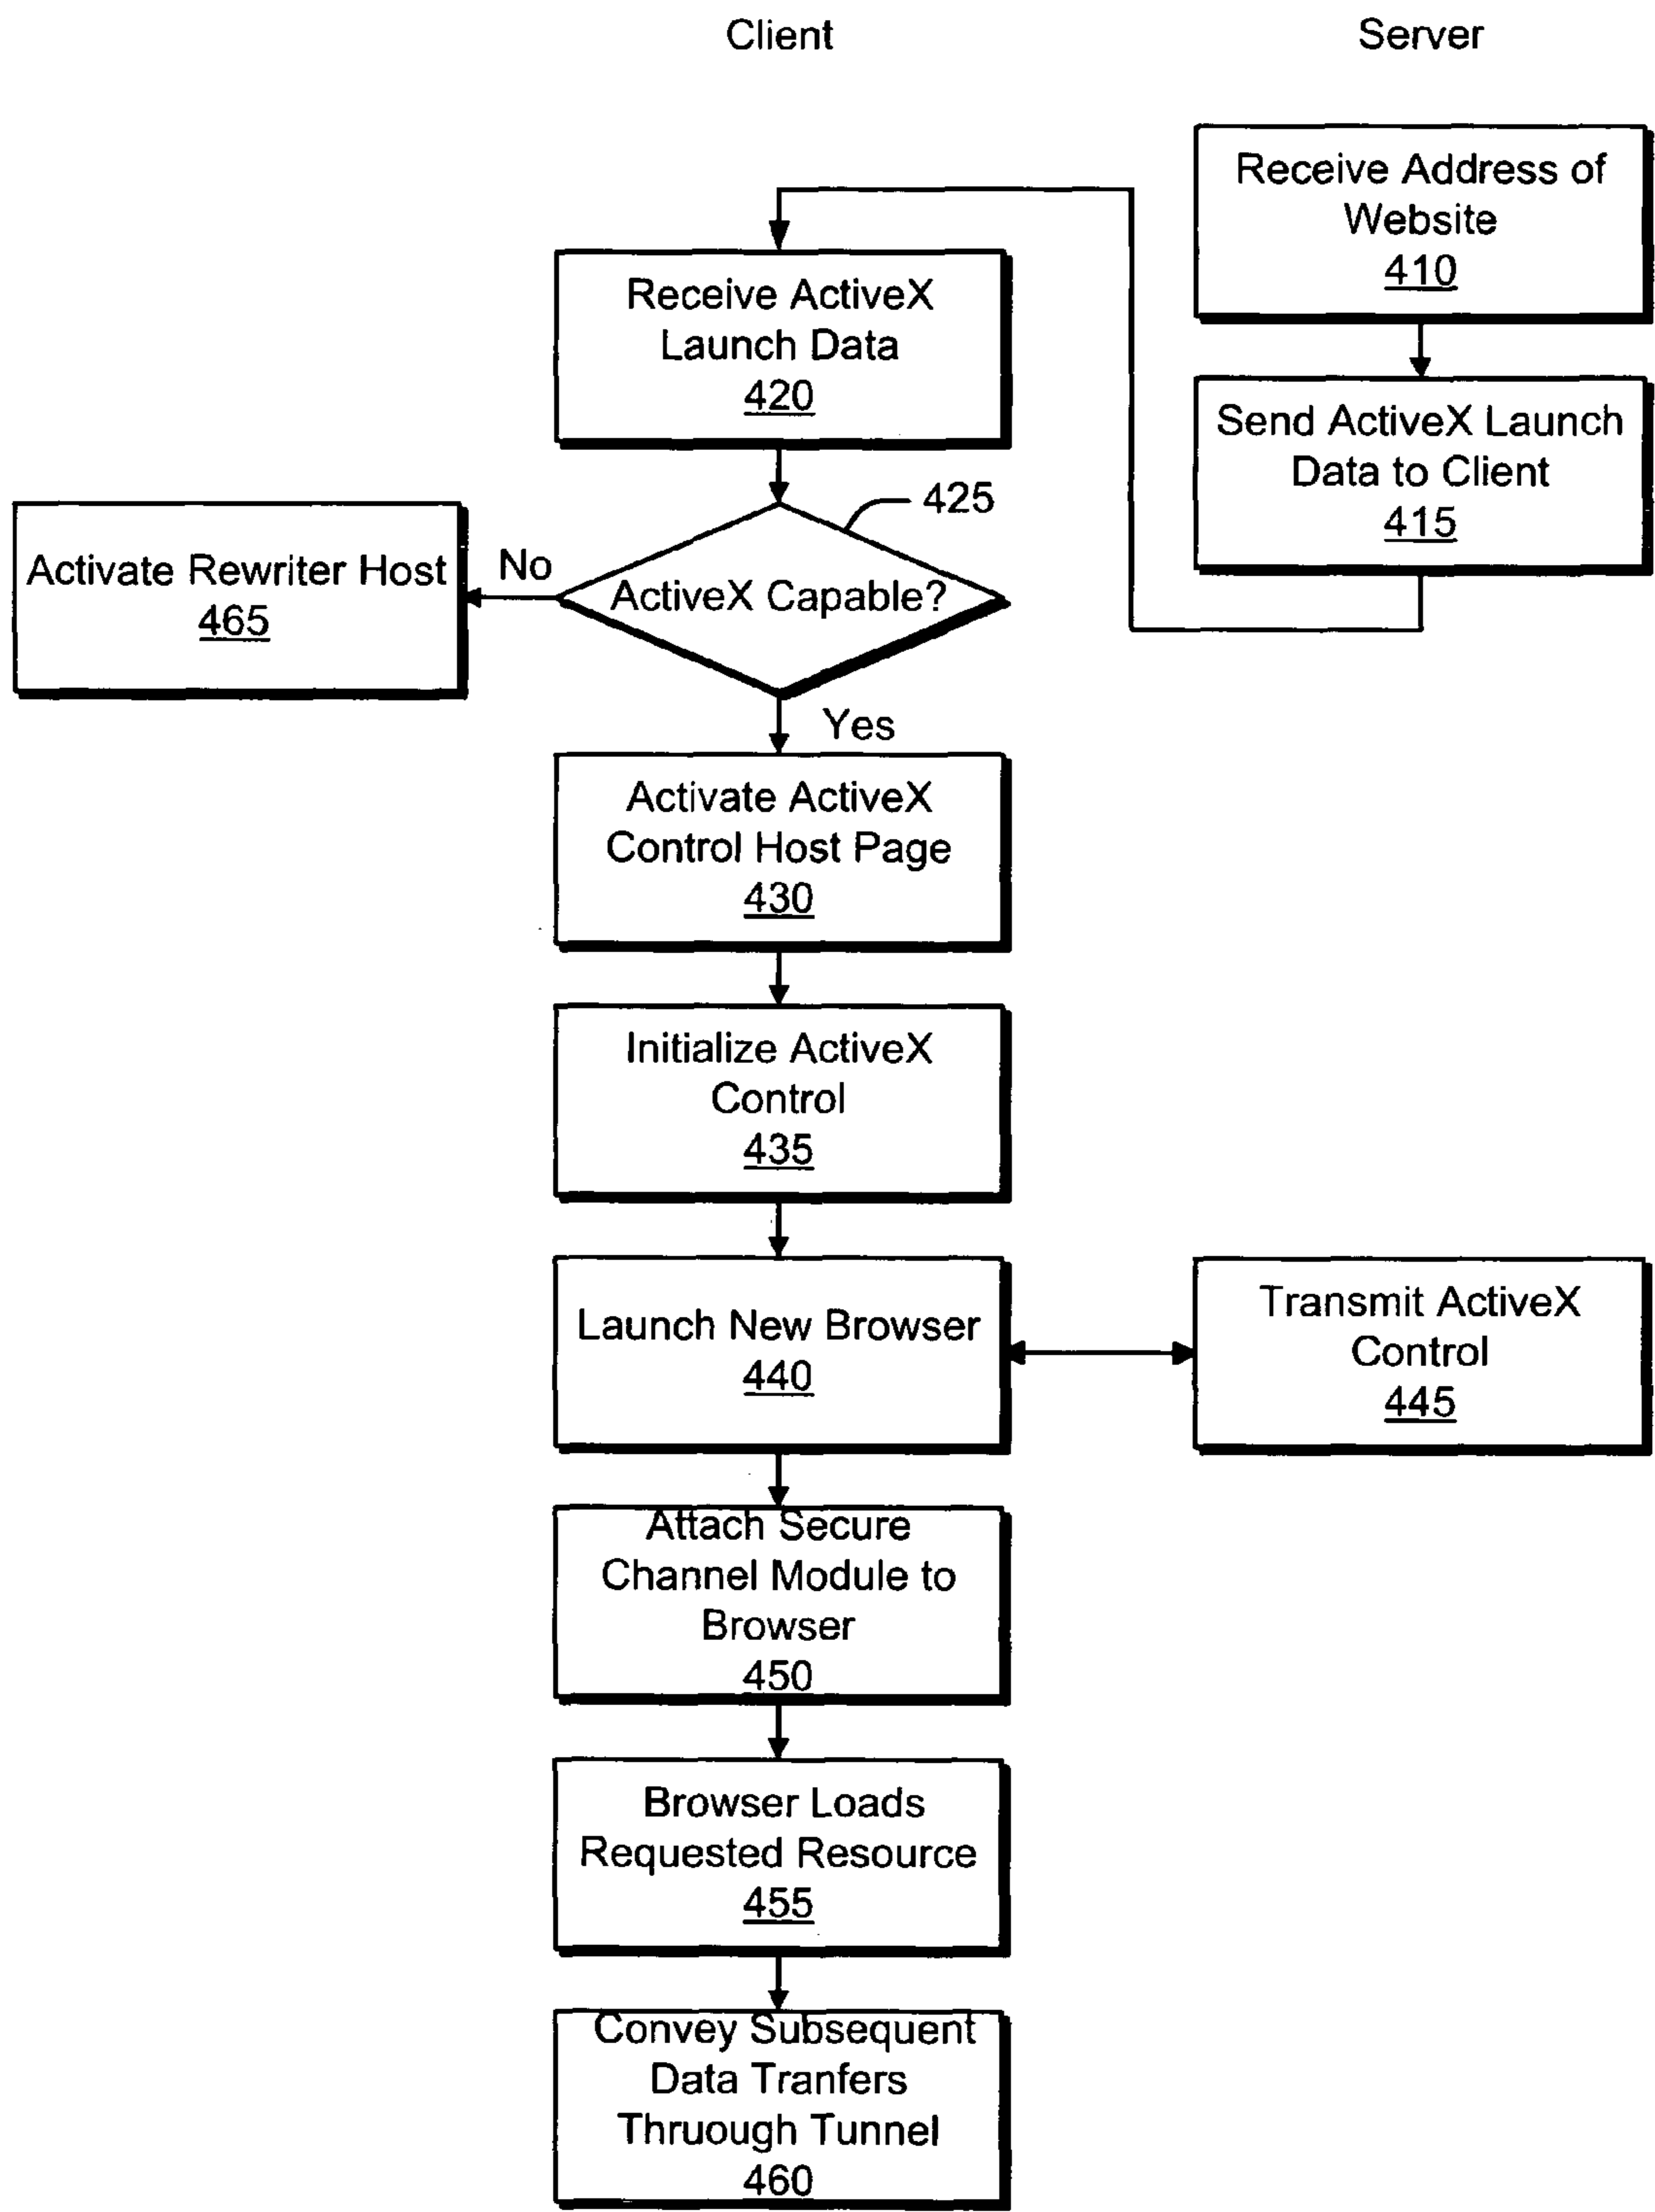 Client
Server
Receive Address of
Website
410
Send ActiveX Launch
Data to Client
415
Receive ActiveX
Launch Data
420
425
ActiveX Capable?
No
Activate Rewriter Host
465
Yes
Activate ActiveX
Control Host Page
430
Initialize ActiveX
Control
435
Launch New Browser
440
Transmit ActiveX
Control
445
Attach Secure
Channel Module to
Browser
450
Browser Loads
Requested Resource
455
Convey Subsequent
Data Tranfers
Thruough Tunnel
460